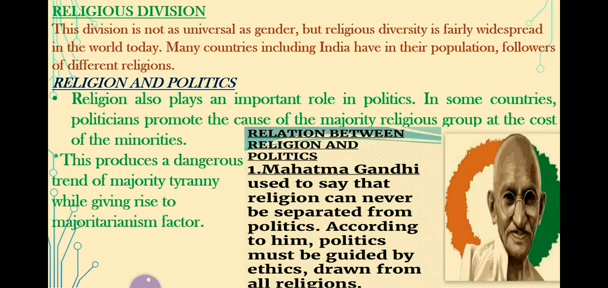 RELIGIOUS DIVISION
This division is not as universal as gender, but religious diversity is fairly widespread
in the world today. Many countries including India have in their population, followers
of different religions.
RELIGION AND POLITICS
• Religion also plays an important role in politics. In some countries,
politicians promote the cause of the majority religious group at the cost
of the minorities.
*This produces a dangerous
trend of majority tyranny
while giving rise to
majoritarianism factor.
RELATION BETWEEN
RELIGION AND
POLITICS
1.Mahatma Gandhi
used to say that
religion can never
be separated from
politics. According
to him, politics
must be guided by
ethics, drawn from
all religions.